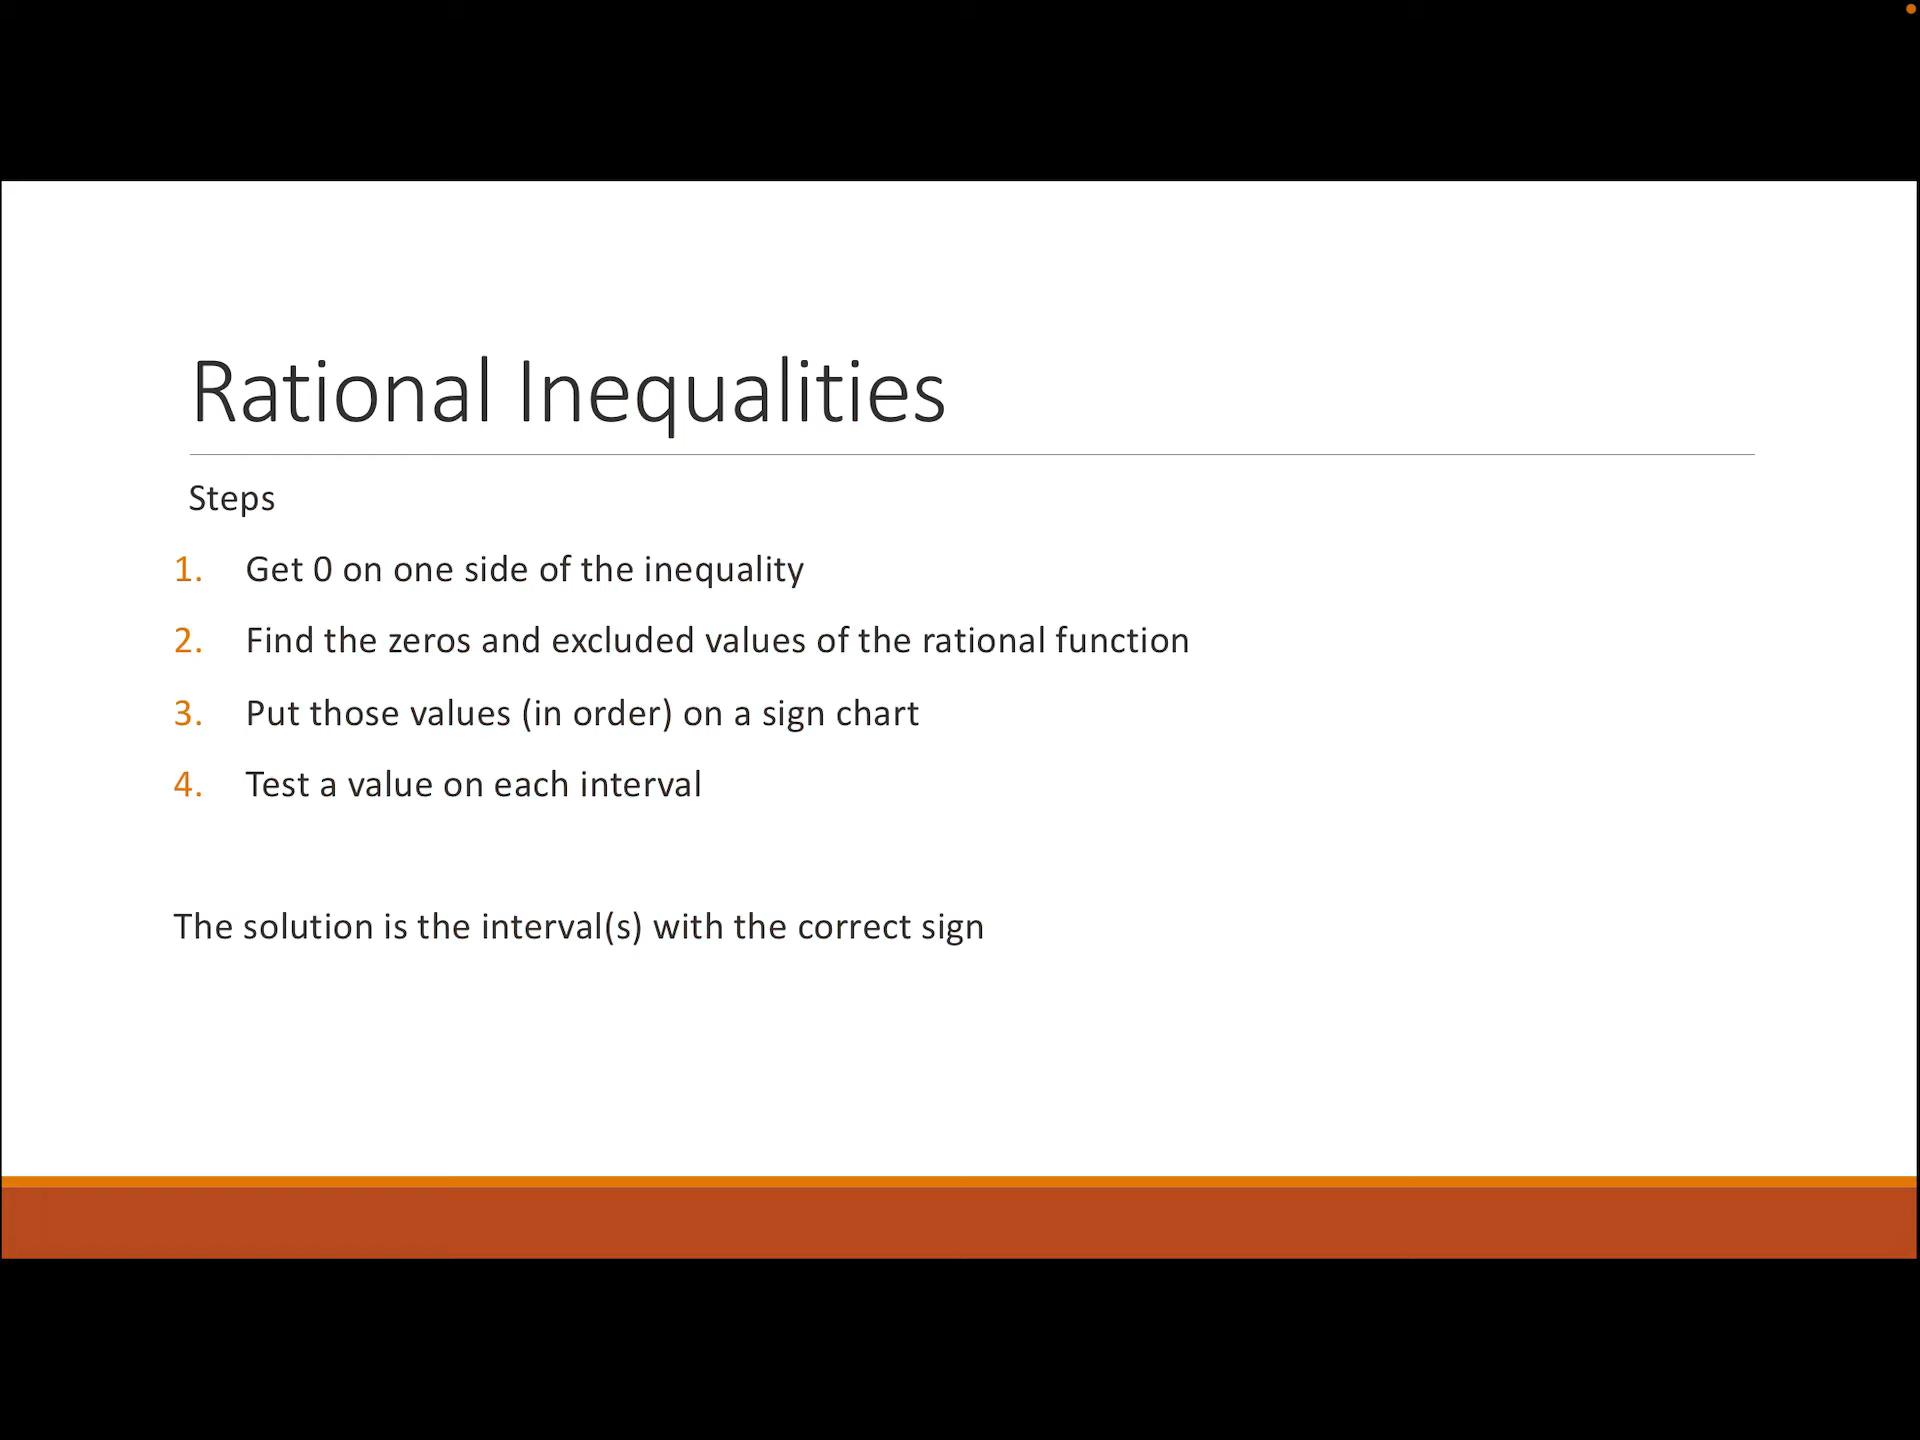 Rational Inequalities
Steps
1. Get 0 on one side of the inequality
2. Find the zeros and excluded values of the rational function
3. Put those values (in order) on a sign chart
4. Test a value on each interval
The solution is the interval(s) with the correct sign